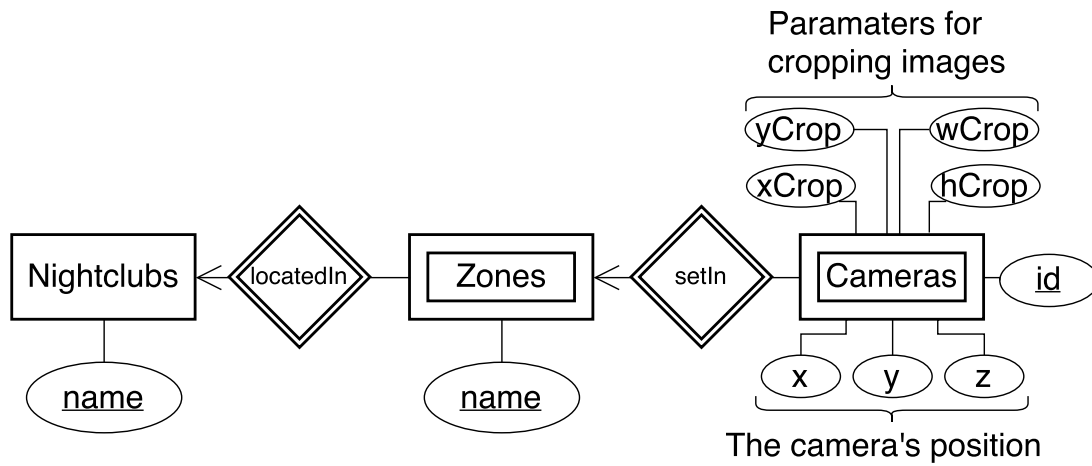 Paramaters for
cropping images
yCrop
wCrop
xCrop
hCrop
Nightclubs
locatedIn
Zones
setIn
Cameras
id
name
name
x
y
z
The camera's position